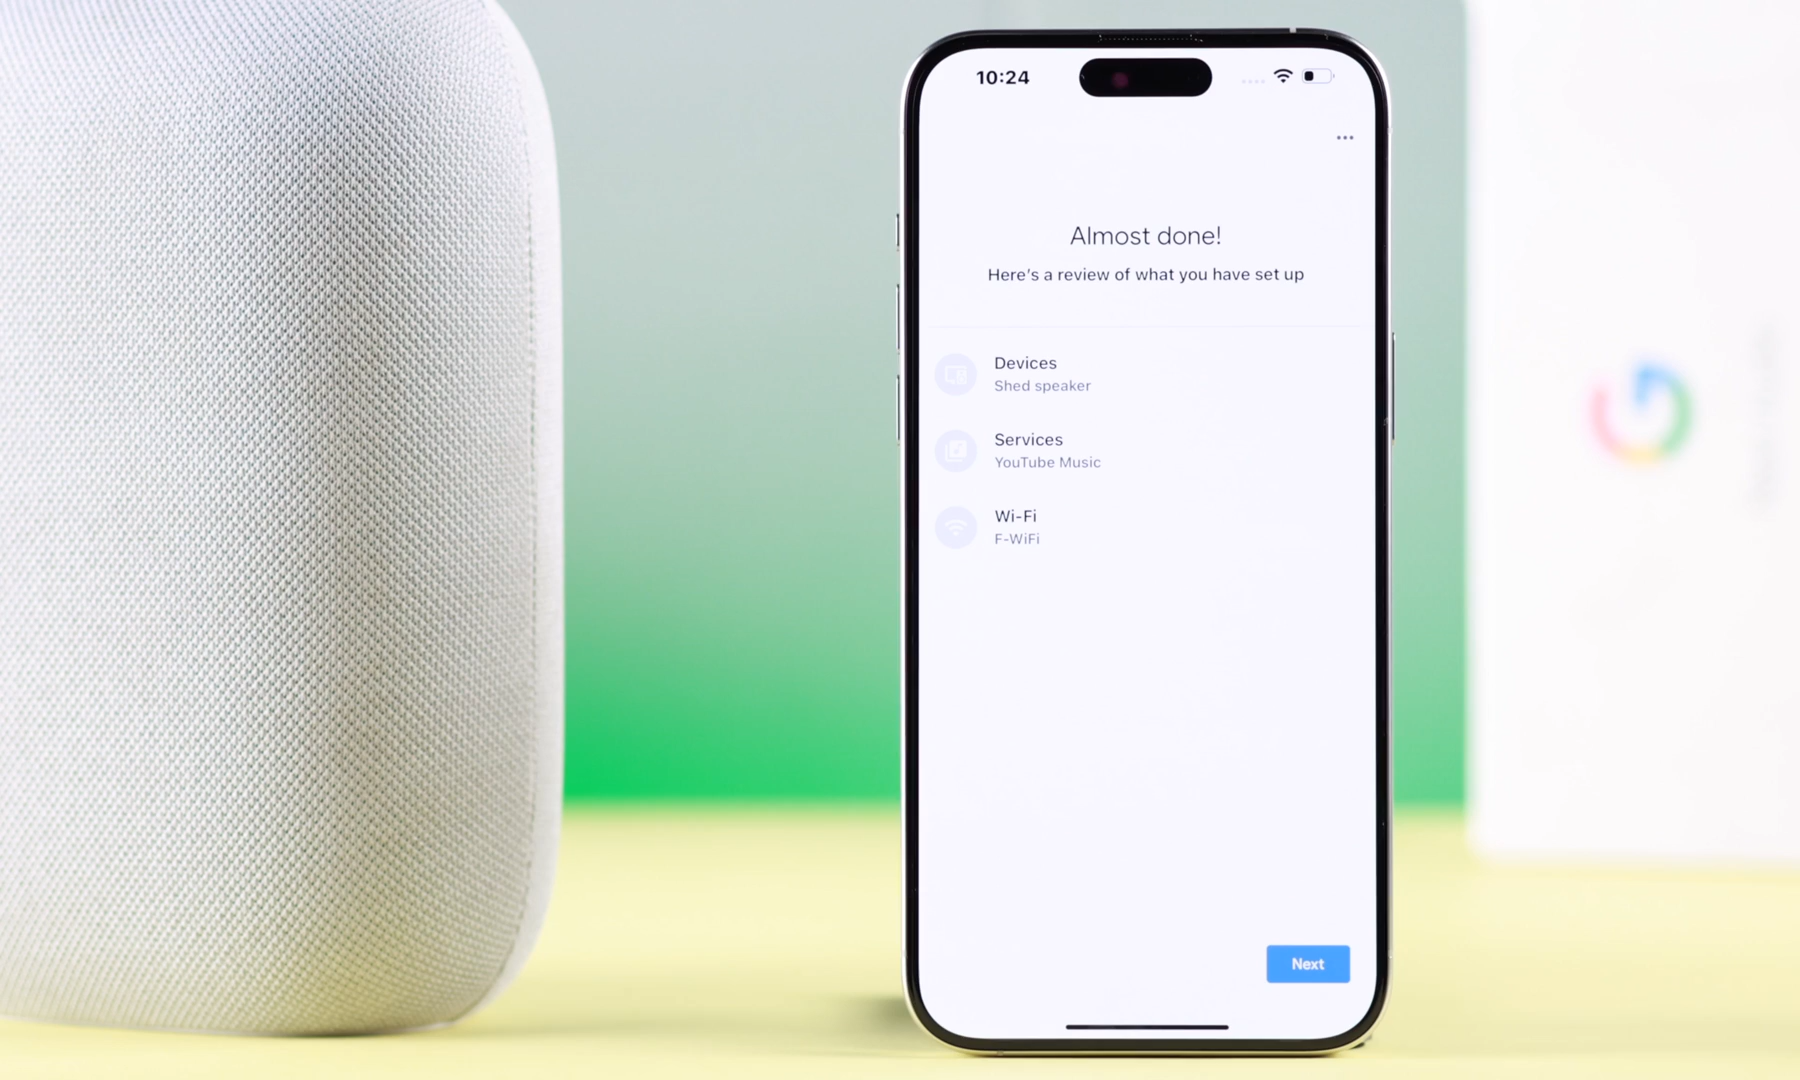 10:24
Almost done!
Here's a review of what you have set up
Devices
Shed speaker
Services
YouTube Music
Wi-Fi
F-WiFi
Next